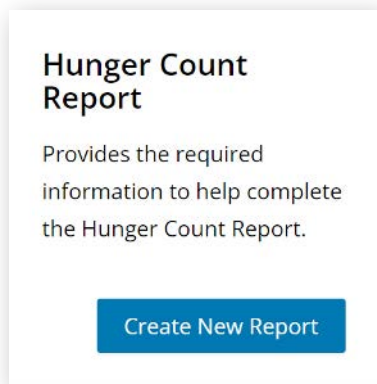 Hunger Count
Report
Provides the required
information to help complete
the Hunger Count Report.
Create New Report